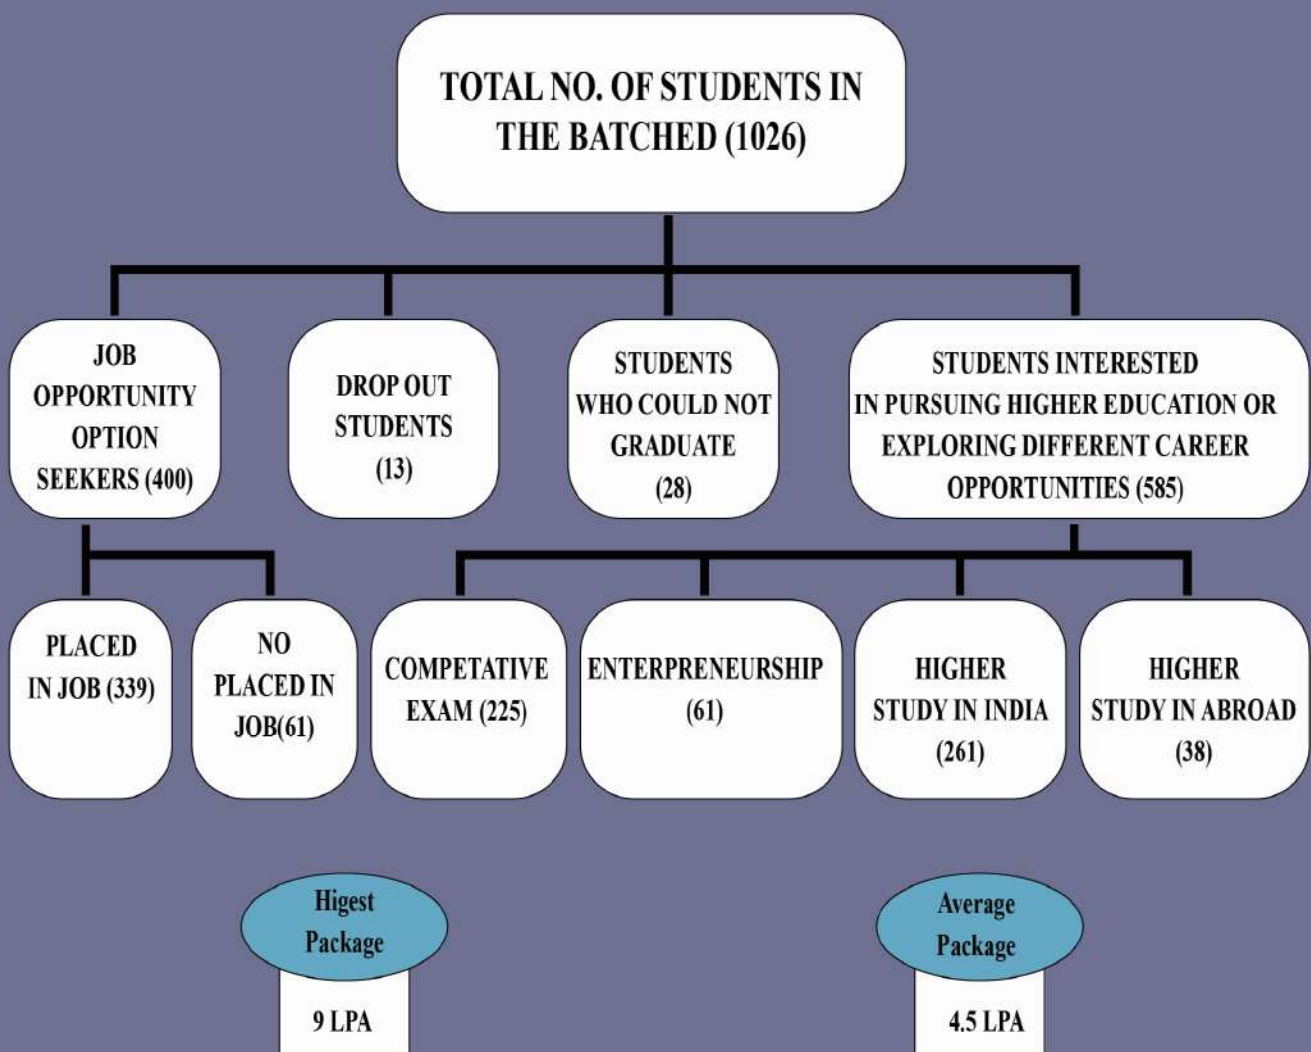 TOTAL NO. OF STUDENTS IN
THE BATCHED (1026)
JOB
OPPORTUNITY
OPTION
SEEKERS (400)
DROP OUT
STUDENTS
(13)
STUDENTS
WHO COULD NOT
GRADUATE
(28)
STUDENTS INTERESTED
IN PURSUING HIGHER EDUCATION OR
EXPLORING DIFFERENT CAREER
OPPORTUNITIES (585)
PLACED
IN JOB (339)
NO
PLACED IN
JOB(61)
COMPETATIVE
EXAM (225)
ENTERPRENEURSHIP
(61)
HIGHER
STUDY IN INDIA
(261)
HIGHER
STUDY IN ABROAD
(38)
Higest
Package
9 LPA
Average
Package
4.5 LPA